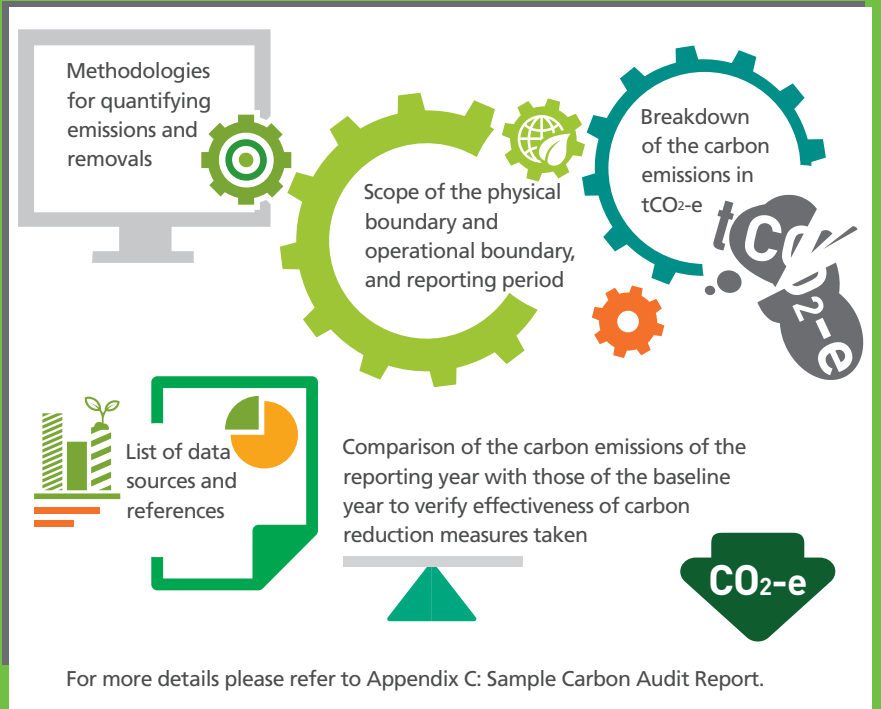 Methodologies
for quantifying
emissions and
removals
Scope of the physical
boundary and
operational boundary,
and reporting period
Breakdown
of the carbon
emissions in
tCO2-e
tCO2-e
List of data
sources and
references
Comparison of the carbon emissions of the
reporting year with those of the baseline
year to verify effectiveness of carbon
reduction measures taken
CO2-e
For more details please refer to Appendix C: Sample Carbon Audit Report.